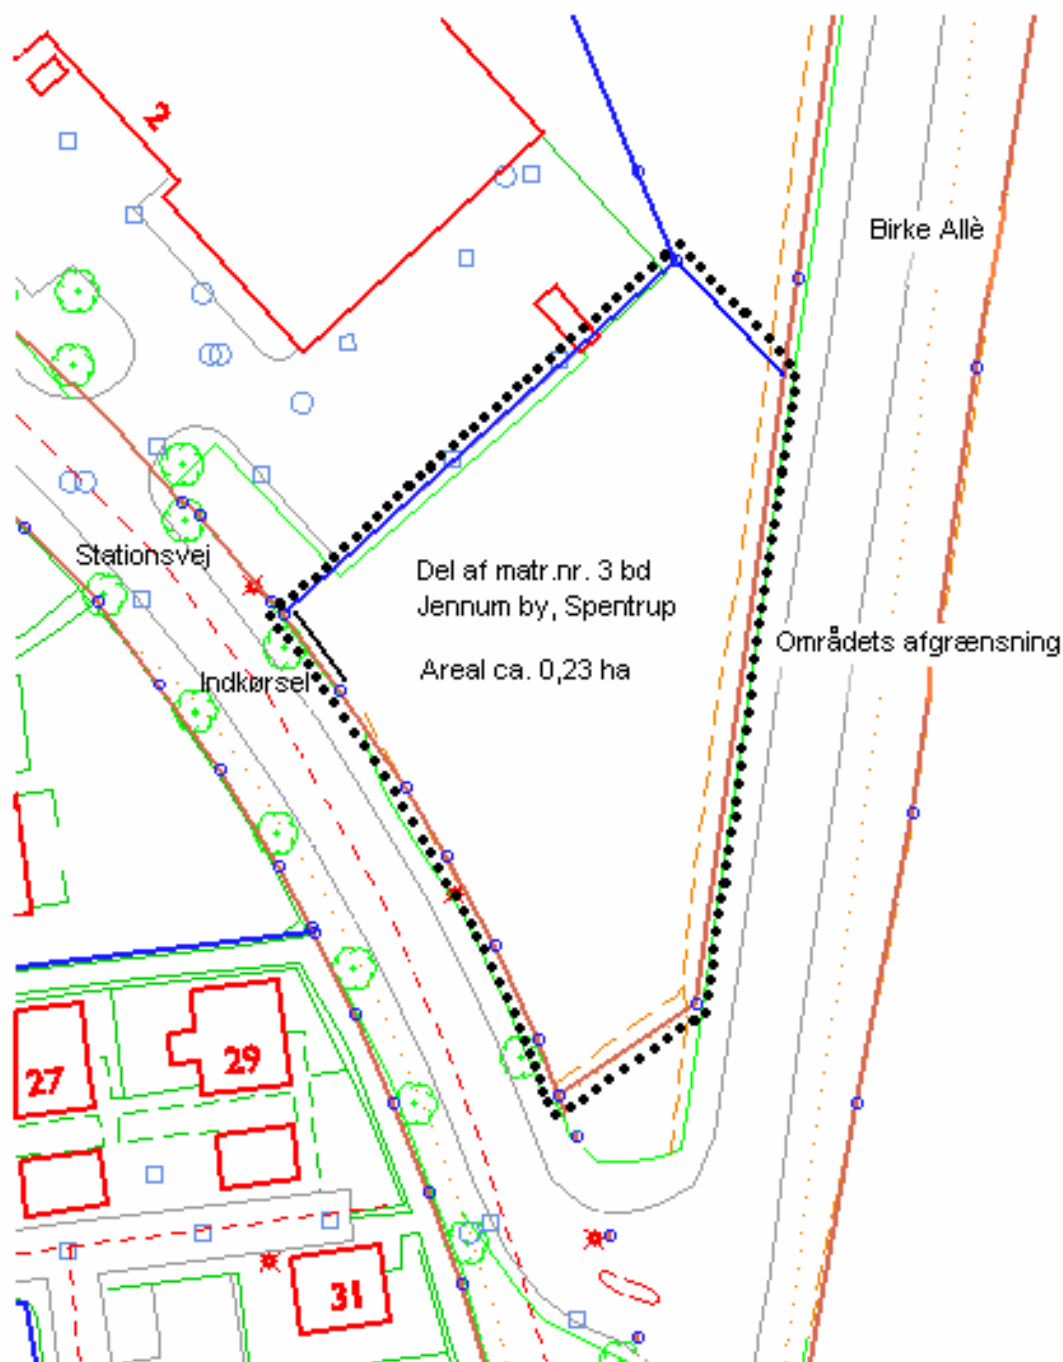 2
Birke Allè
Stationsvej
Del af matr.nr. 3 bd
Jennum by, Spentrup
Områdets afgrænsning
Areal ca. 0,23 ha
Indkørsel
27
29
31